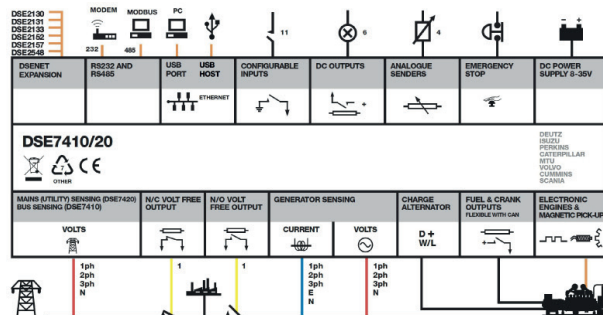 DSE2130
DSE2131
DSE2133
DSE2152
DSE2157
DSE2548
MODEM
MODBUS
PC
232
485
USB PORT
USB HOST
11
6
4
DSENET EXPANSION
RS232 AND RS485
CONFIGURABLE INPUTS
DC OUTPUTS
ANALOGUE SENDERS
EMERGENCY STOP
DC POWER SUPPLY 8-35V
ETHERNET
DSE7410/20
OTHER
CE
DEUTZ
ISUZU
PERKINS
CATERPILLAR
MTU
VOLVO
CUMMINS
SCANIA
MAINS (UTILITY) SENSING (DSE7420)
BUS SENSING (DSE7410)
N/C VOLT FREE OUTPUT
N/O VOLT FREE OUTPUT
GENERATOR SENSING
CHARGE ALTERNATOR
FUEL & CRANK OUTPUTS
FLEXIBLE WITH CAN
ELECTRONIC ENGINES & MAGNETIC PICK-UP
VOLTS
CURRENT
VOLTS
D+
W/L
1ph
2ph
3ph
N
1
1
1ph
2ph
3ph
E
N
1ph
2ph
3ph
N